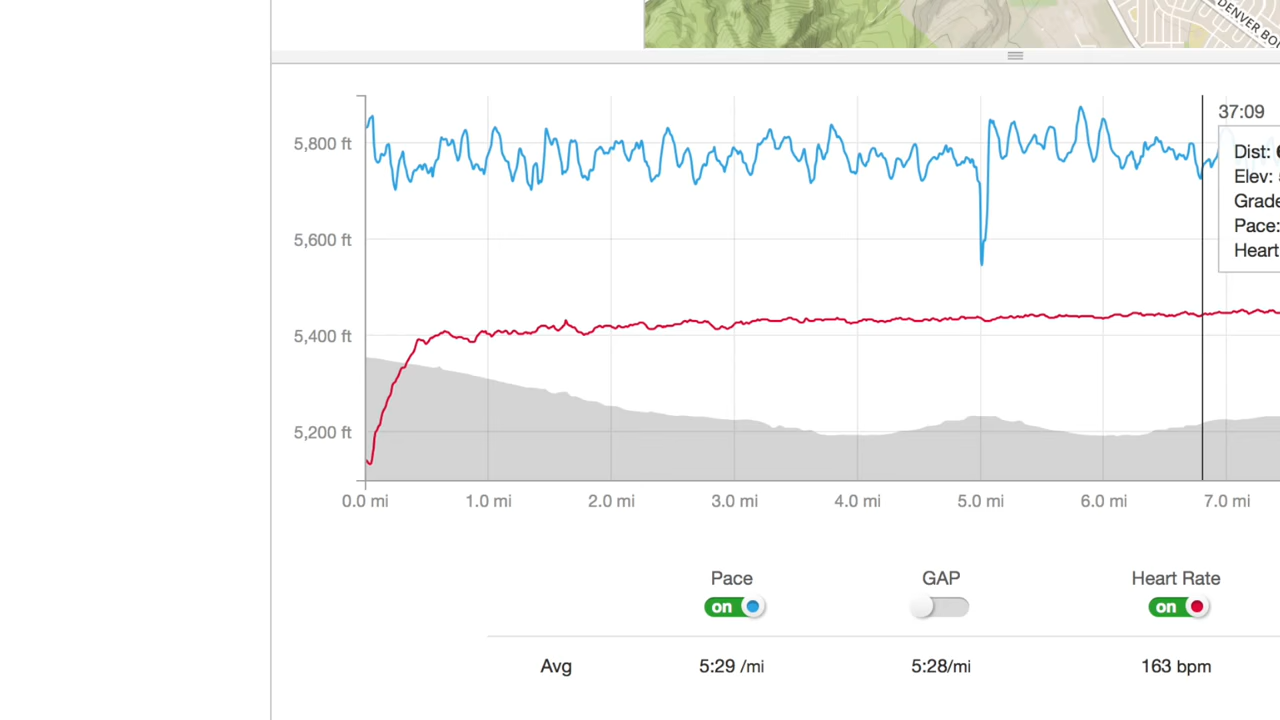 DENVER
37:09
5,800 ft
Dist:
Elev:
Grade
Pace:
Heart
5,600 ft
5,400 ft
5,200 ft
0.0 mi 1.0 mi 2.0 mi 3.0 mi 4.0 mi 5.0 mi 6.0 mi 7.0 mi
Pace GAP Heart Rate
on on
Avg 5:29 /mi 5:28/mi 163 bpm